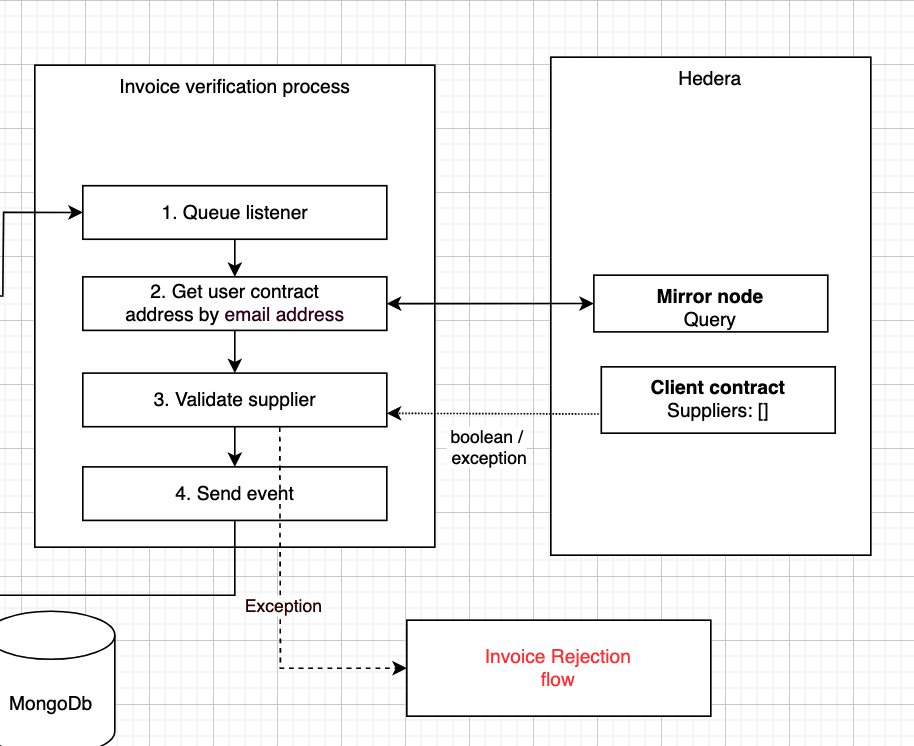 Invoice verification process
1. Queue listener
2. Get user contract
address by email address
3. Validate supplier
4. Send event
Hedera
Mirror node
Query
Client contract
Suppliers: []
boolean /
exception
Exception
Invoice Rejection
flow
MongoDb